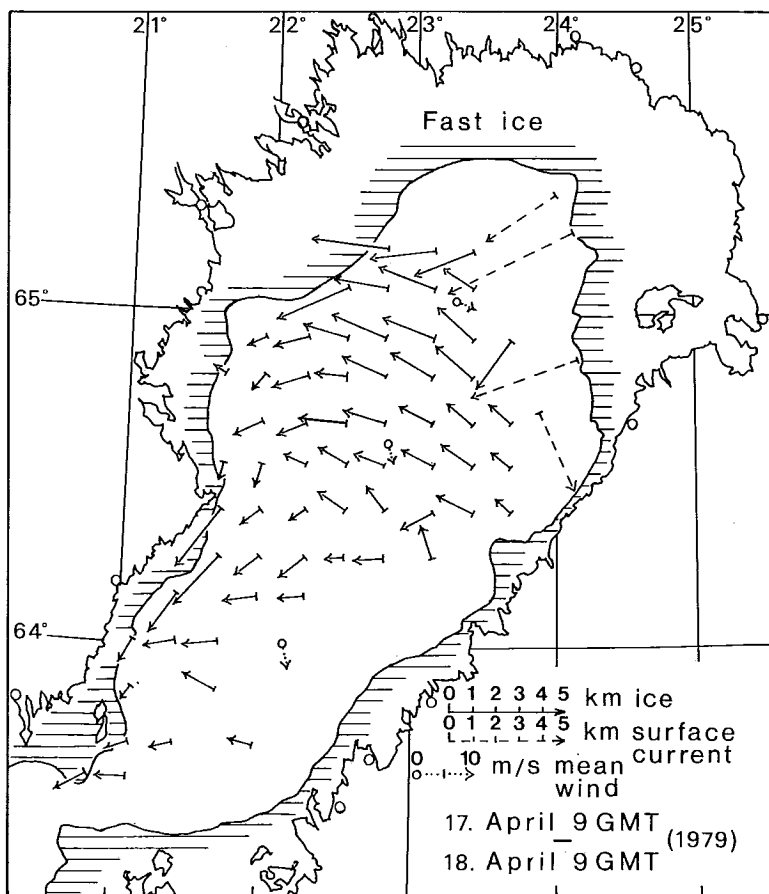 21° 22° 23° 24° 25°
Fast ice
65°
64°
0 1 2 3 4 5 km ice
0 1 2 3 4 5 km surface current
0 10 m/s mean wind
17. April 9 GMT
– (1979)
18. April 9 GMT